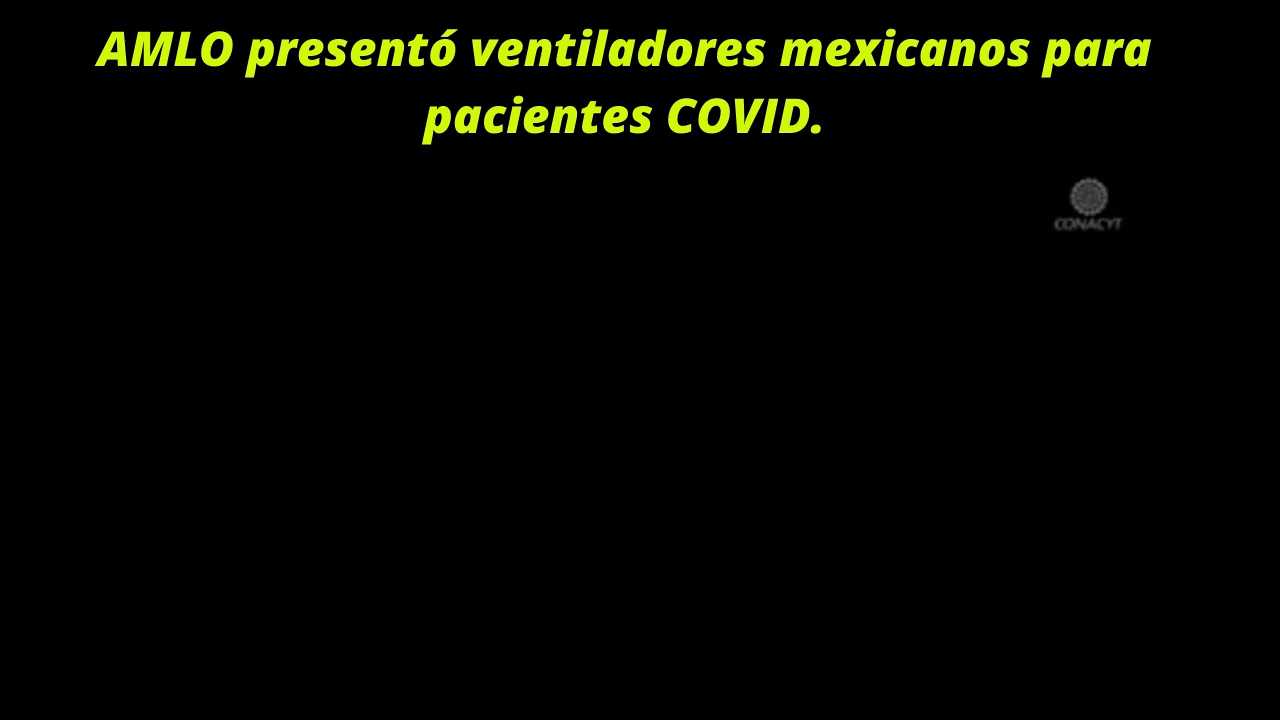 AMLO presentó ventiladores mexicanos para
pacientes COVID.
CONACYT